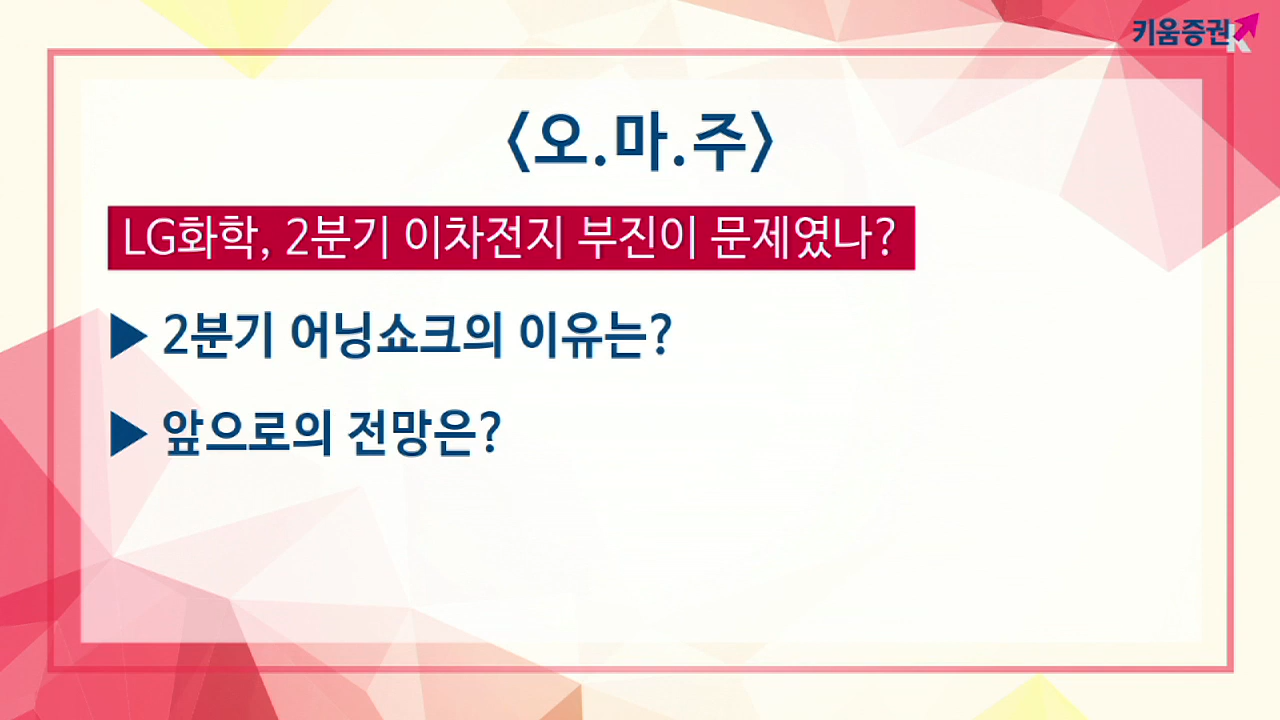 키움증권
<오.마.주>
LG화학, 2분기 이차전지 부진이 문제였나?
▶ 2분기 어닝쇼크의 이유는?
▶ 앞으로의 전망은?